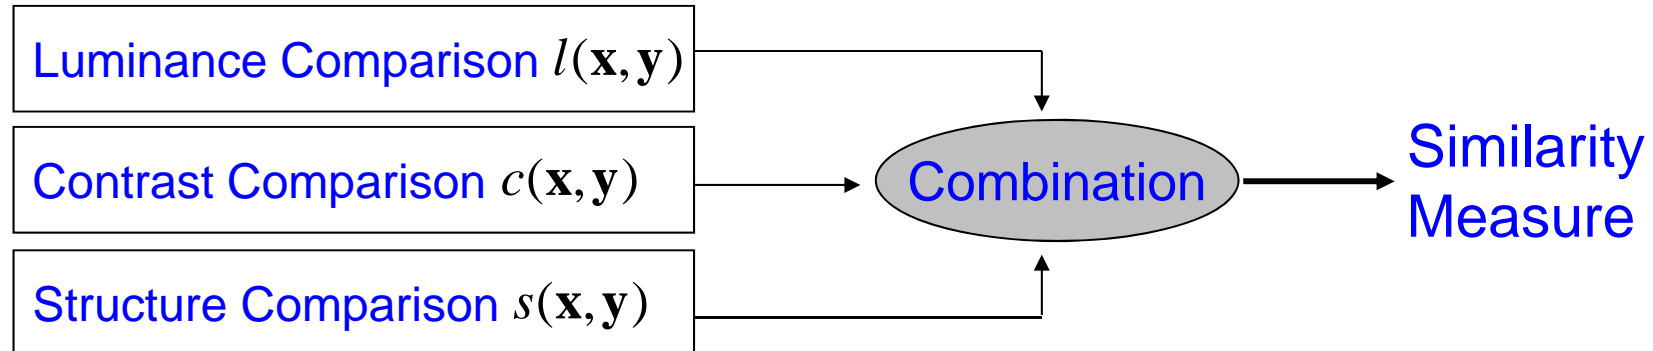 Luminance Comparison l(x,y)
Contrast Comparison c(x,y)
Structure Comparison s(x,y)
Combination
Similarity
Measure